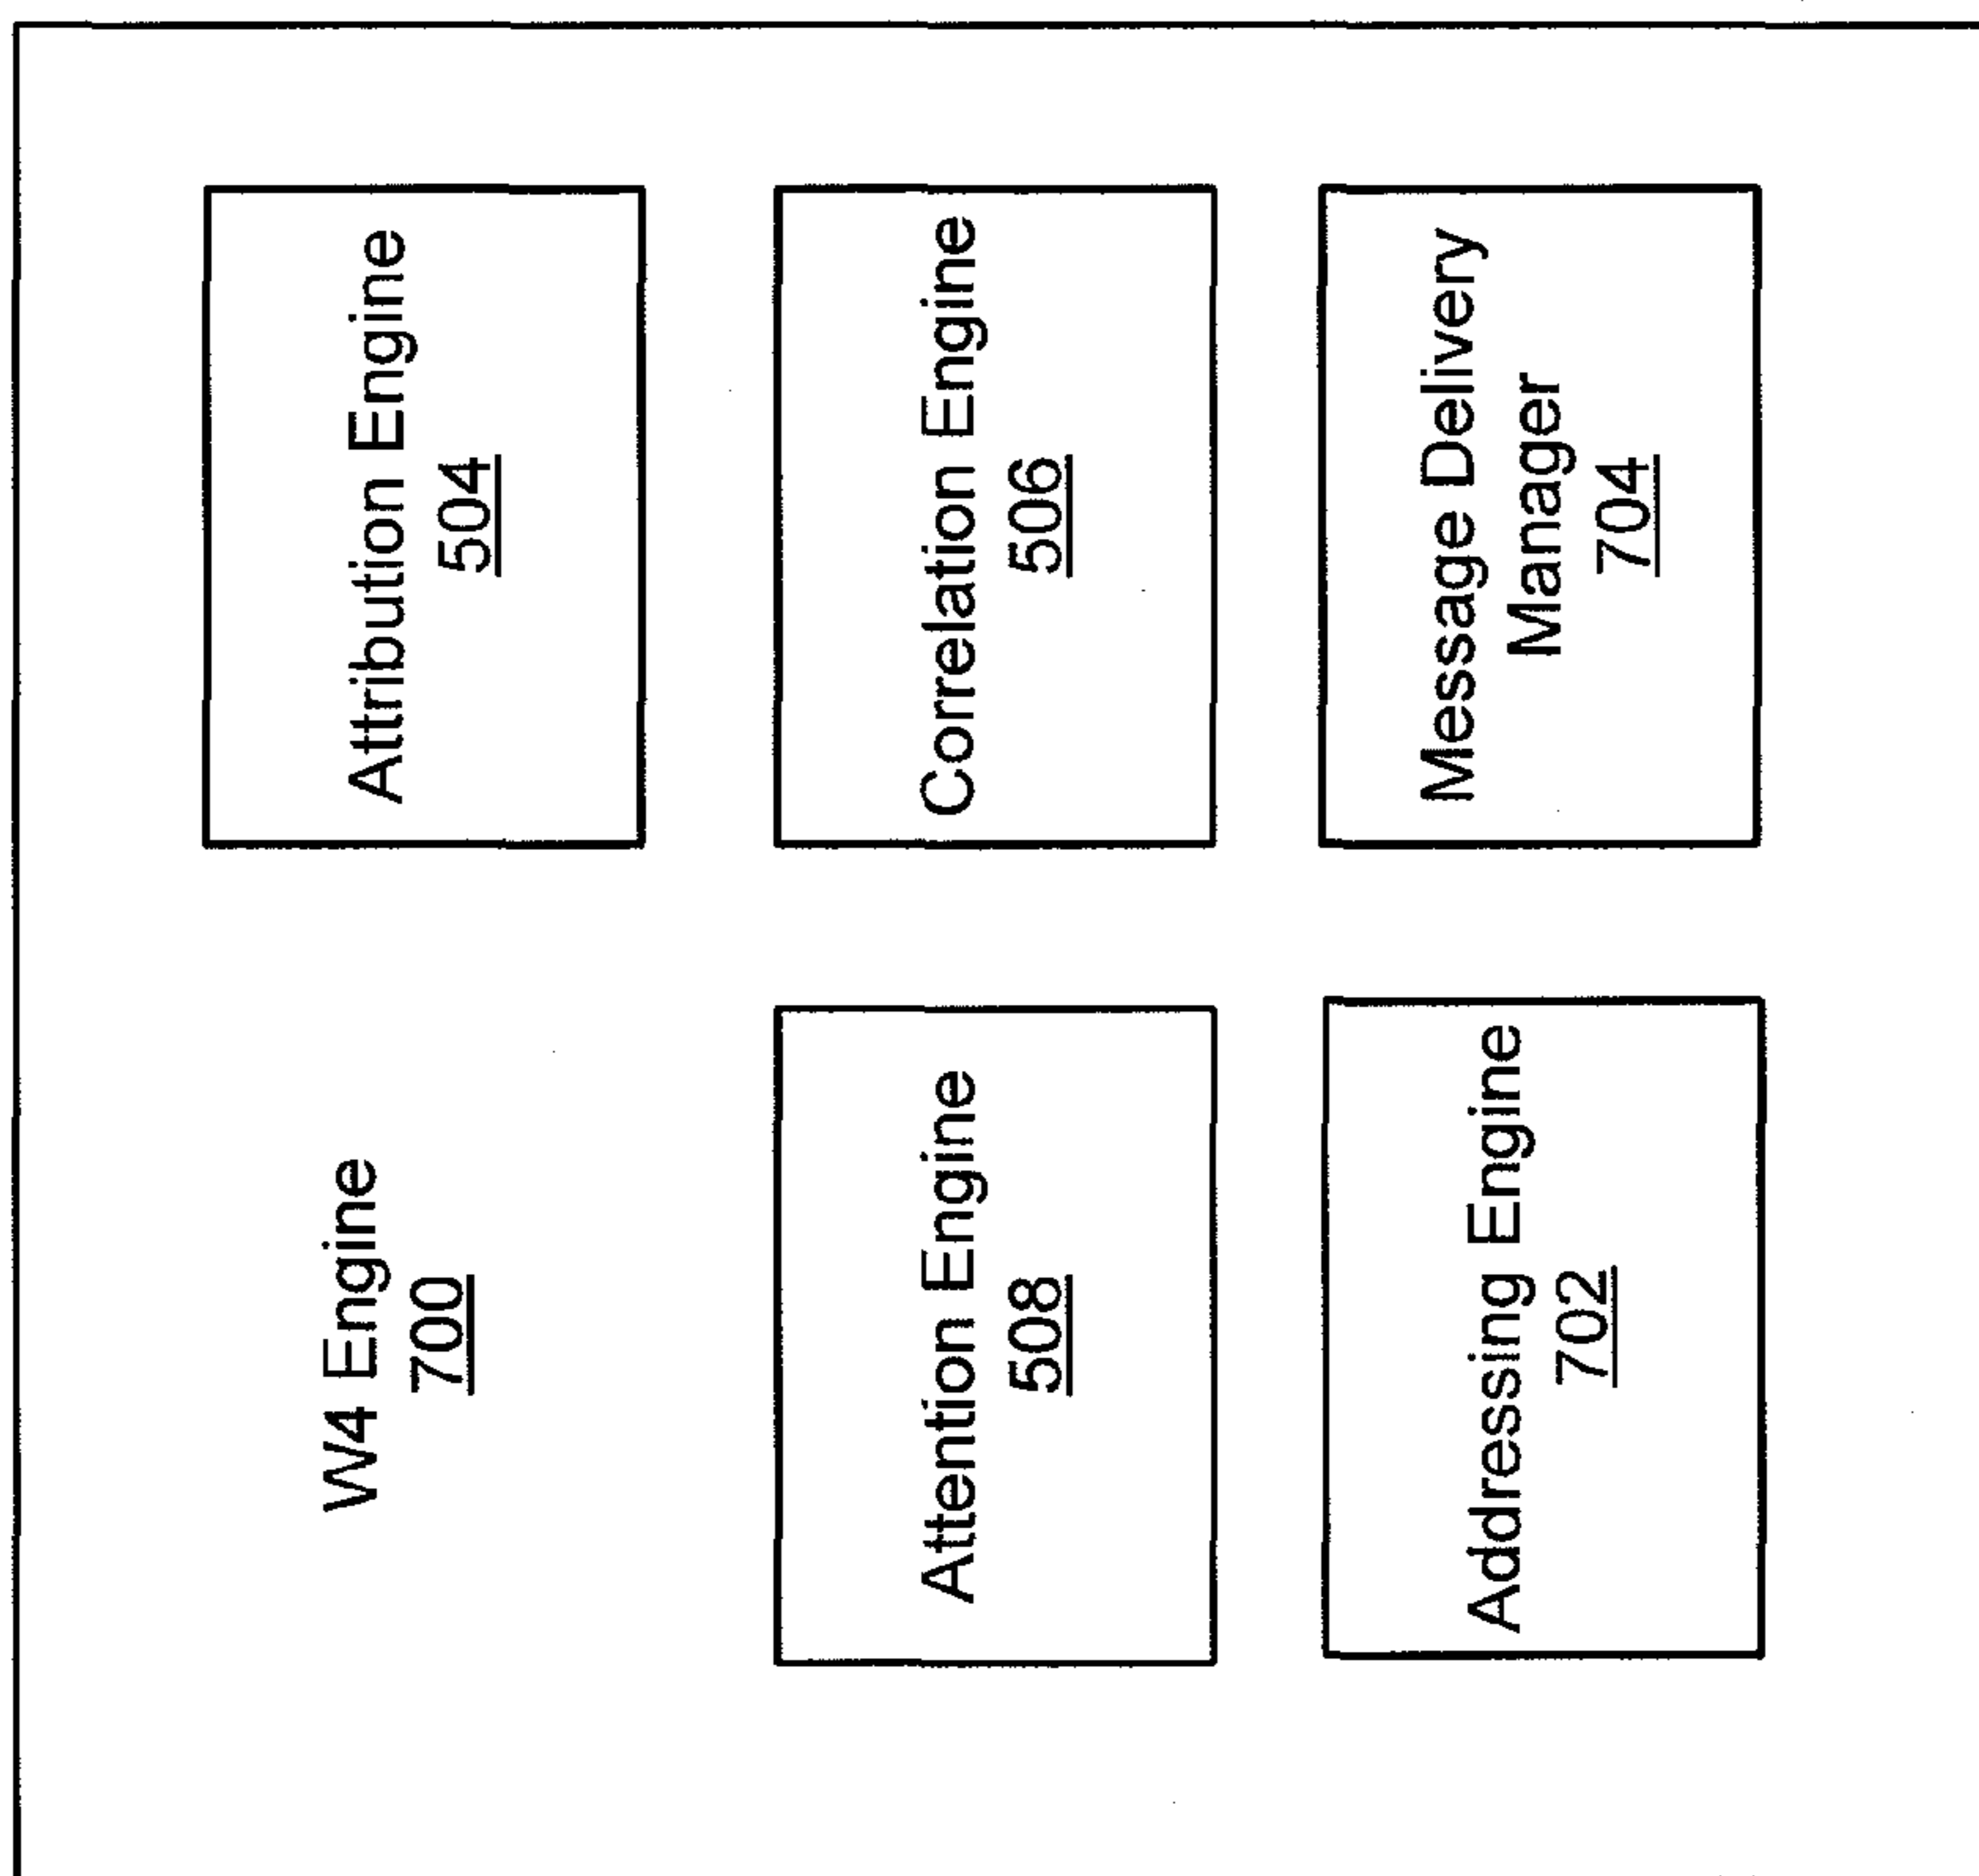 W4 Engine
700
Attribution Engine
504
Attention Engine
508
Correlation Engine
506
Addressing Engine
702
Message Delivery
Manager
704